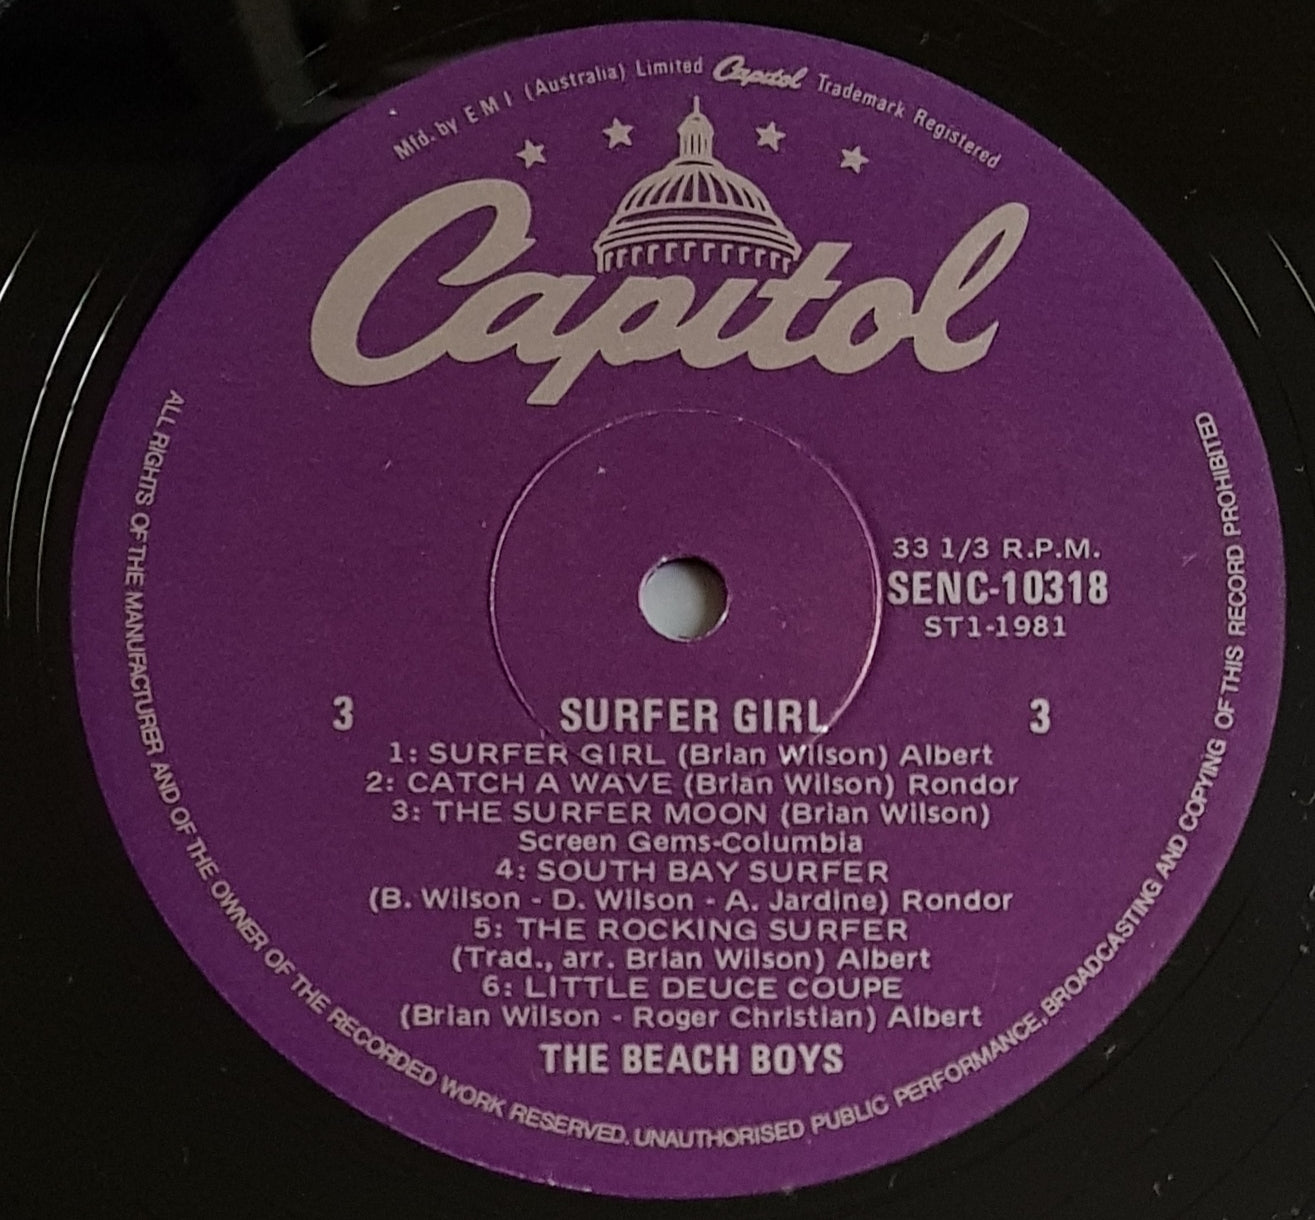 Mfd. by E M I (Australia) Limited Capitol Trademark Registered
Capitol
33 1/3 R.P.M.
SENC-10318
ST1-1981
3 SURFER GIRL 3
1: SURFER GIRL (Brian Wilson) Albert
2: CATCH A WAVE (Brian Wilson) Rondor
3: THE SURFER MOON (Brian Wilson)
Screen Gems-Columbia
4: SOUTH BAY SURFER
(B. Wilson - D. Wilson - A. Jardine) Rondor
5: THE ROCKING SURFER
(Trad., arr. Brian Wilson) Albert
6: LITTLE DEUCE COUPE
(Brian Wilson - Roger Christian) Albert
THE BEACH BOYS
ALL RIGHTS OF THE MANUFACTURER AND OF THE OWNER OF THE RECORDED WORK RESERVED. UNAUTHORISED PUBLIC PERFORMANCE, BROADCASTING AND COPYING OF THIS RECORD PROHIBITED